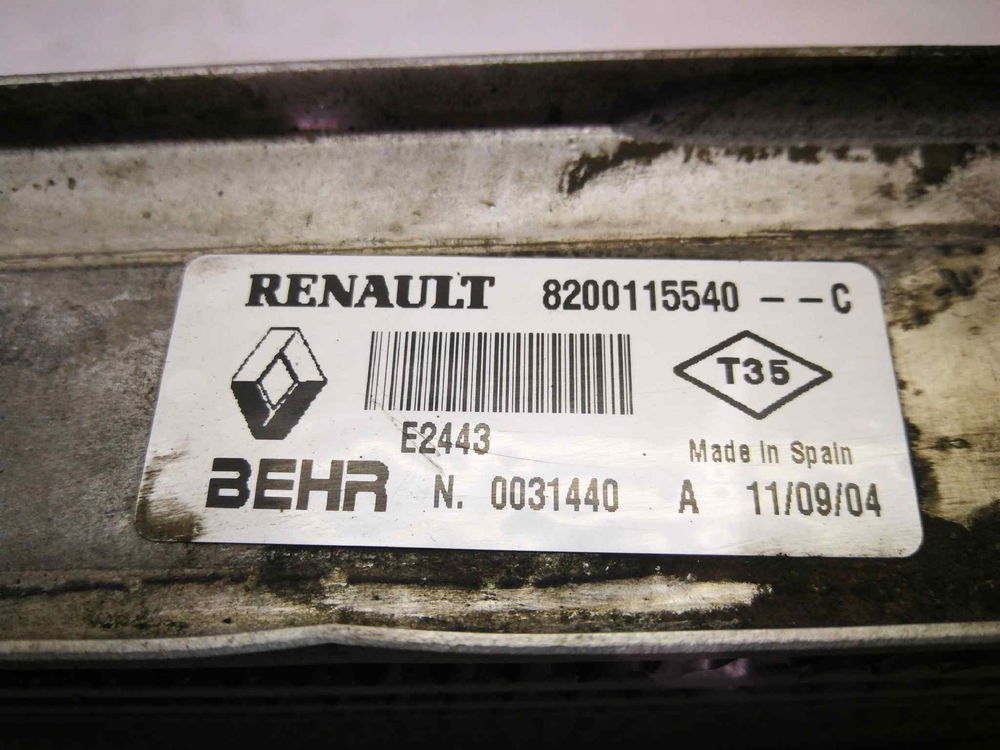 RENAULT 8200115540 --C
T35
E2443
Made in Spain
BEHR N. 0031440 A 11/09/04